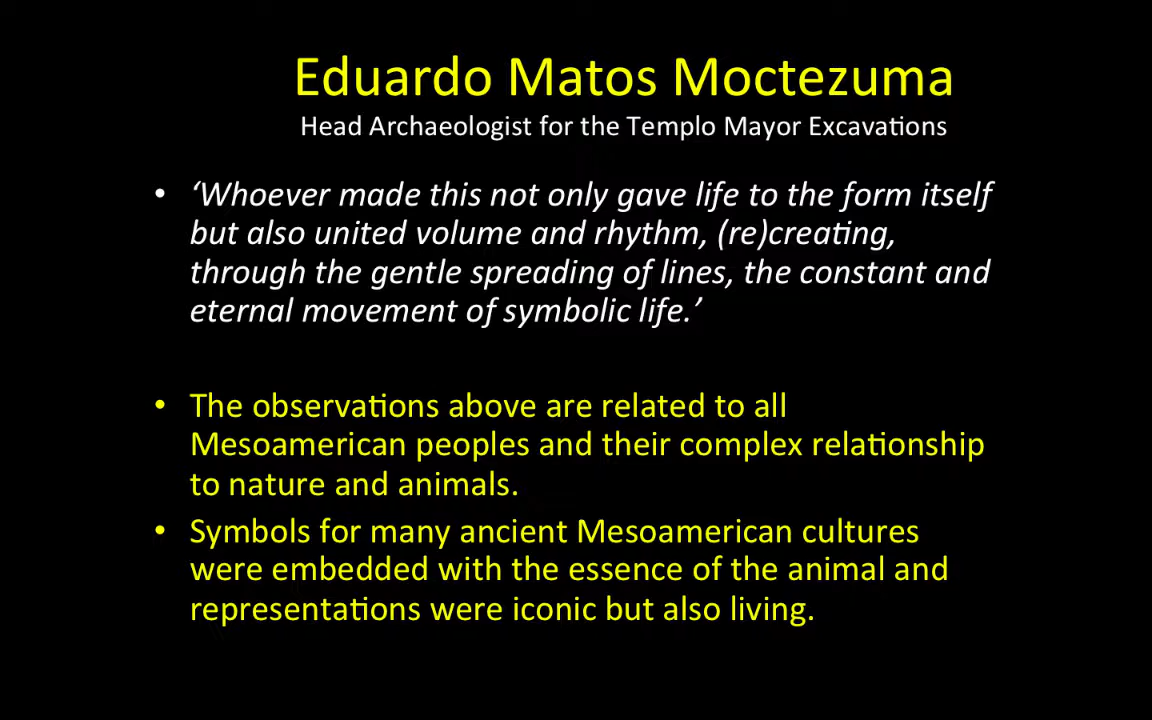 Eduardo Matos Moctezuma
Head Archaeologist for the Templo Mayor Excavations
• ‘Whoever made this not only gave life to the form itself
but also united volume and rhythm, (re)creating,
through the gentle spreading of lines, the constant and
eternal movement of symbolic life.’
• The observations above are related to all
Mesoamerican peoples and their complex relationship
to nature and animals.
• Symbols for many ancient Mesoamerican cultures
were embedded with the essence of the animal and
representations were iconic but also living.